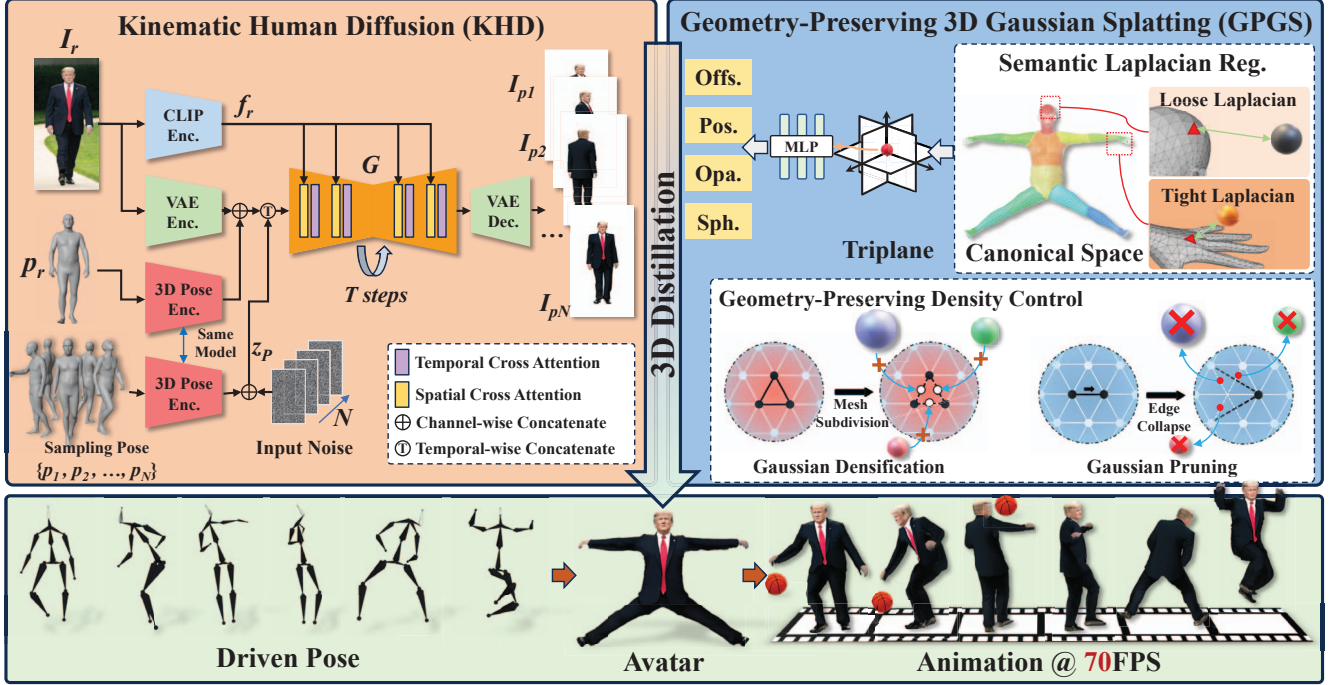 Kinematic Human Diffusion (KHD)
I_r
CLIP
Enc.
f_r
VAE
Enc.
G
T steps
VAE
Dec.
...
I_p1
I_p2
I_pN
p_r
3D Pose
Enc.
Same
Model
3D Pose
Enc.
z_P
N
Sampling Pose
{p_1, p_2, ..., p_N}
Input Noise
Temporal Cross Attention
Spatial Cross Attention
Channel-wise Concatenate
T Temporal-wise Concatenate
3D Distillation
Geometry-Preserving 3D Gaussian Splatting (GPGS)
Offs.
Pos.
Opa.
Sph.
MLP
Triplane
Semantic Laplacian Reg.
Loose Laplacian
Tight Laplacian
Canonical Space
Geometry-Preserving Density Control
Mesh
Subdivision
Gaussian Densification
Edge
Collapse
Gaussian Pruning
Driven Pose
Avatar
Animation @ 70FPS